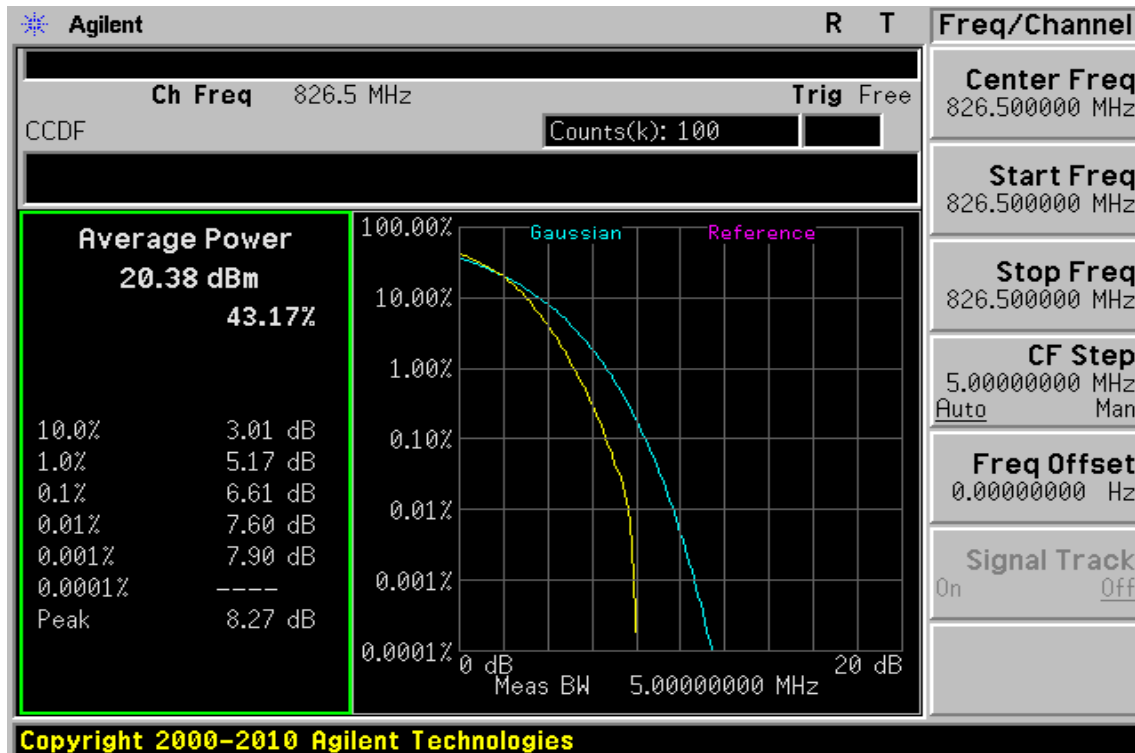 Agilent R T Freq/Channel
Ch Freq 826.5 MHz Trig Free
CCDF Counts(k): 100
Average Power
20.38 dBm
43.17%
10.0% 3.01 dB
1.0% 5.17 dB
0.1% 6.61 dB
0.01% 7.60 dB
0.001% 7.90 dB
0.0001% ----
Peak 8.27 dB
Gaussian Reference
100.00%
10.00%
1.00%
0.10%
0.01%
0.001%
0.0001%
0 dB 20 dB
Meas BW 5.00000000 MHz
Center Freq
826.500000 MHz
Start Freq
826.500000 MHz
Stop Freq
826.500000 MHz
CF Step
5.00000000 MHz
Auto Man
Freq Offset
0.00000000 Hz
Signal Track
On Off
Copyright 2000-2010 Agilent Technologies